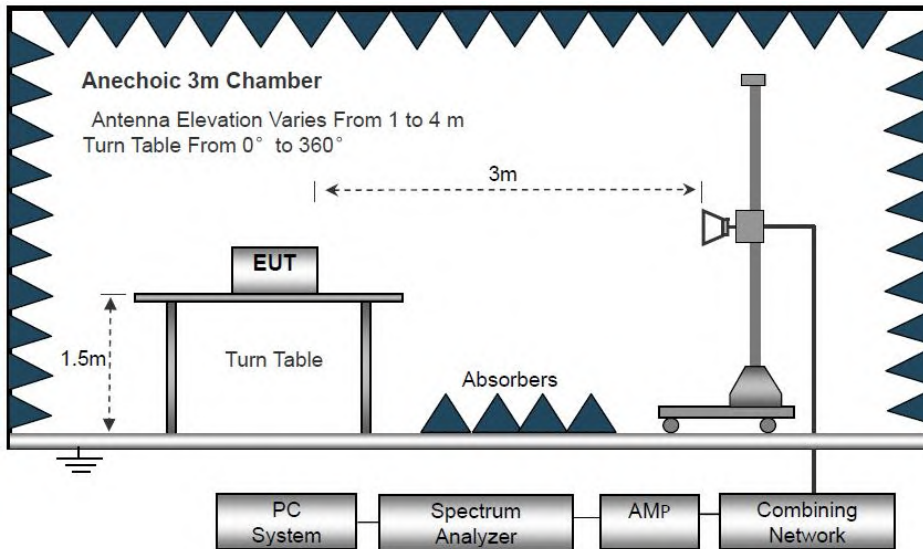 Anechoic 3m Chamber
Antenna Elevation Varies From 1 to 4 m
Turn Table From 0° to 360°
3m
EUT
1.5m
Turn Table
Absorbers
PC
System
Spectrum
Analyzer
AMP
Combining
Network